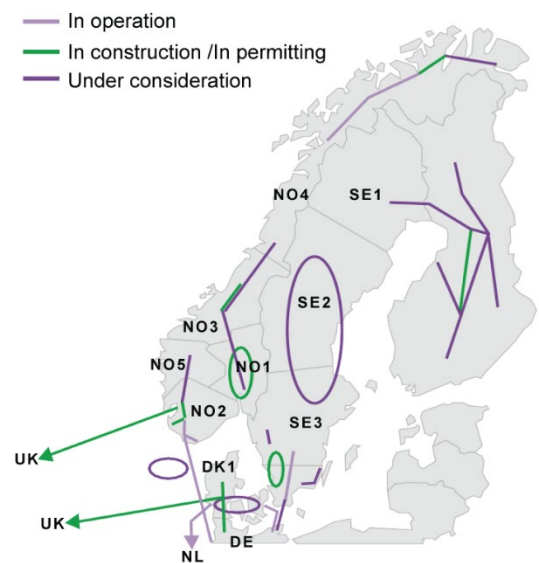 In operation
In construction /In permitting
Under consideration
NO4
SE1
SE2
NO3
NO5
NO1
NO2
SE3
UK
DK1
UK
DE
NL